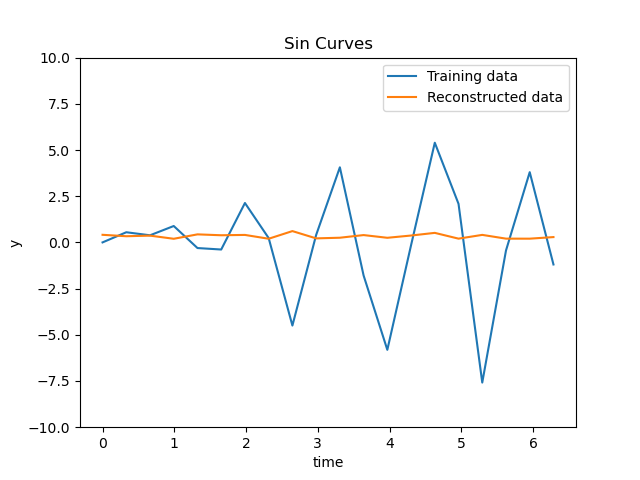 Sin Curves
Training data
Reconstructed data
10.0
7.5
5.0
2.5
0.0
−2.5
−5.0
−7.5
−10.0
y
0 1 2 3 4 5 6
time